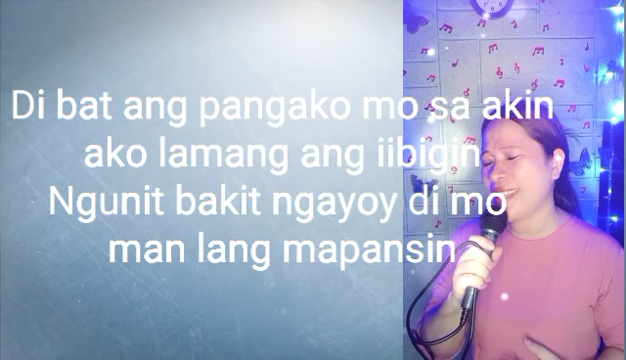 Di bat ang pangako mo sa akin
ako lamang ang iibigin
Ngunit bakit ngayoy di mo
man lang mapansin